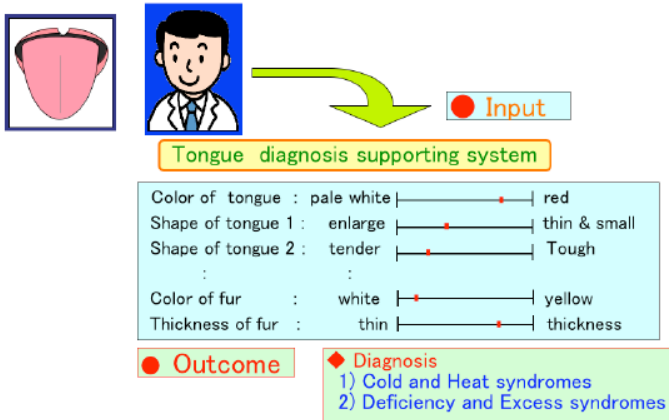 Input
Tongue diagnosis supporting system
Color of tongue : pale white red
Shape of tongue 1 : enlarge thin & small
Shape of tongue 2 : tender Tough
: :
Color of fur : white yellow
Thickness of fur : thin thickness
Outcome
Diagnosis
1) Cold and Heat syndromes
2) Deficiency and Excess syndromes